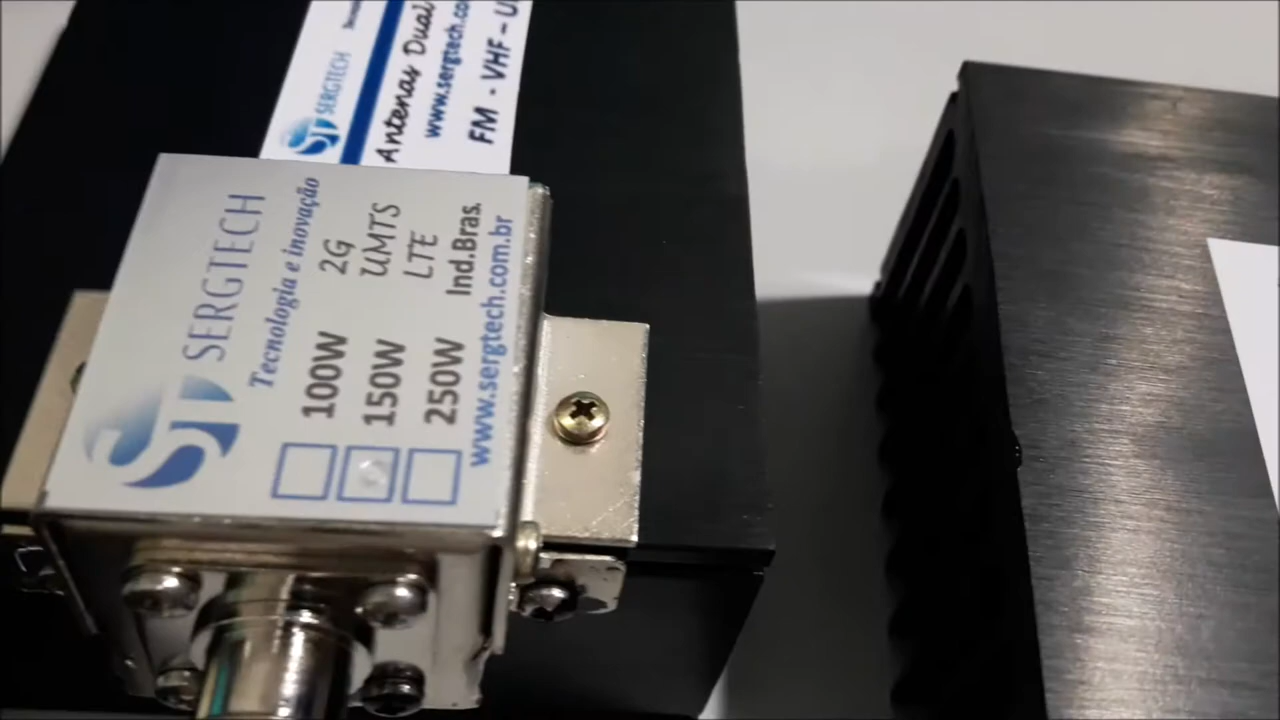 SERGTECH
Antenas Dual
www.sergtech.co
FM - VHF - U
SERGTECH
Tecnologia e inovação
100W 2G
150W UMTS
250W LTE
Ind.Bras.
www.sergtech.com.br